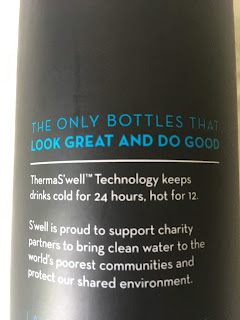 THE ONLY BOTTLES THAT
LOOK GREAT AND DO GOOD
ThermaS'well™ Technology keeps
drinks cold for 24 hours, hot for 12.
S'well is proud to support charity
partners to bring clean water to the
world's poorest communities and
protect our shared environment.